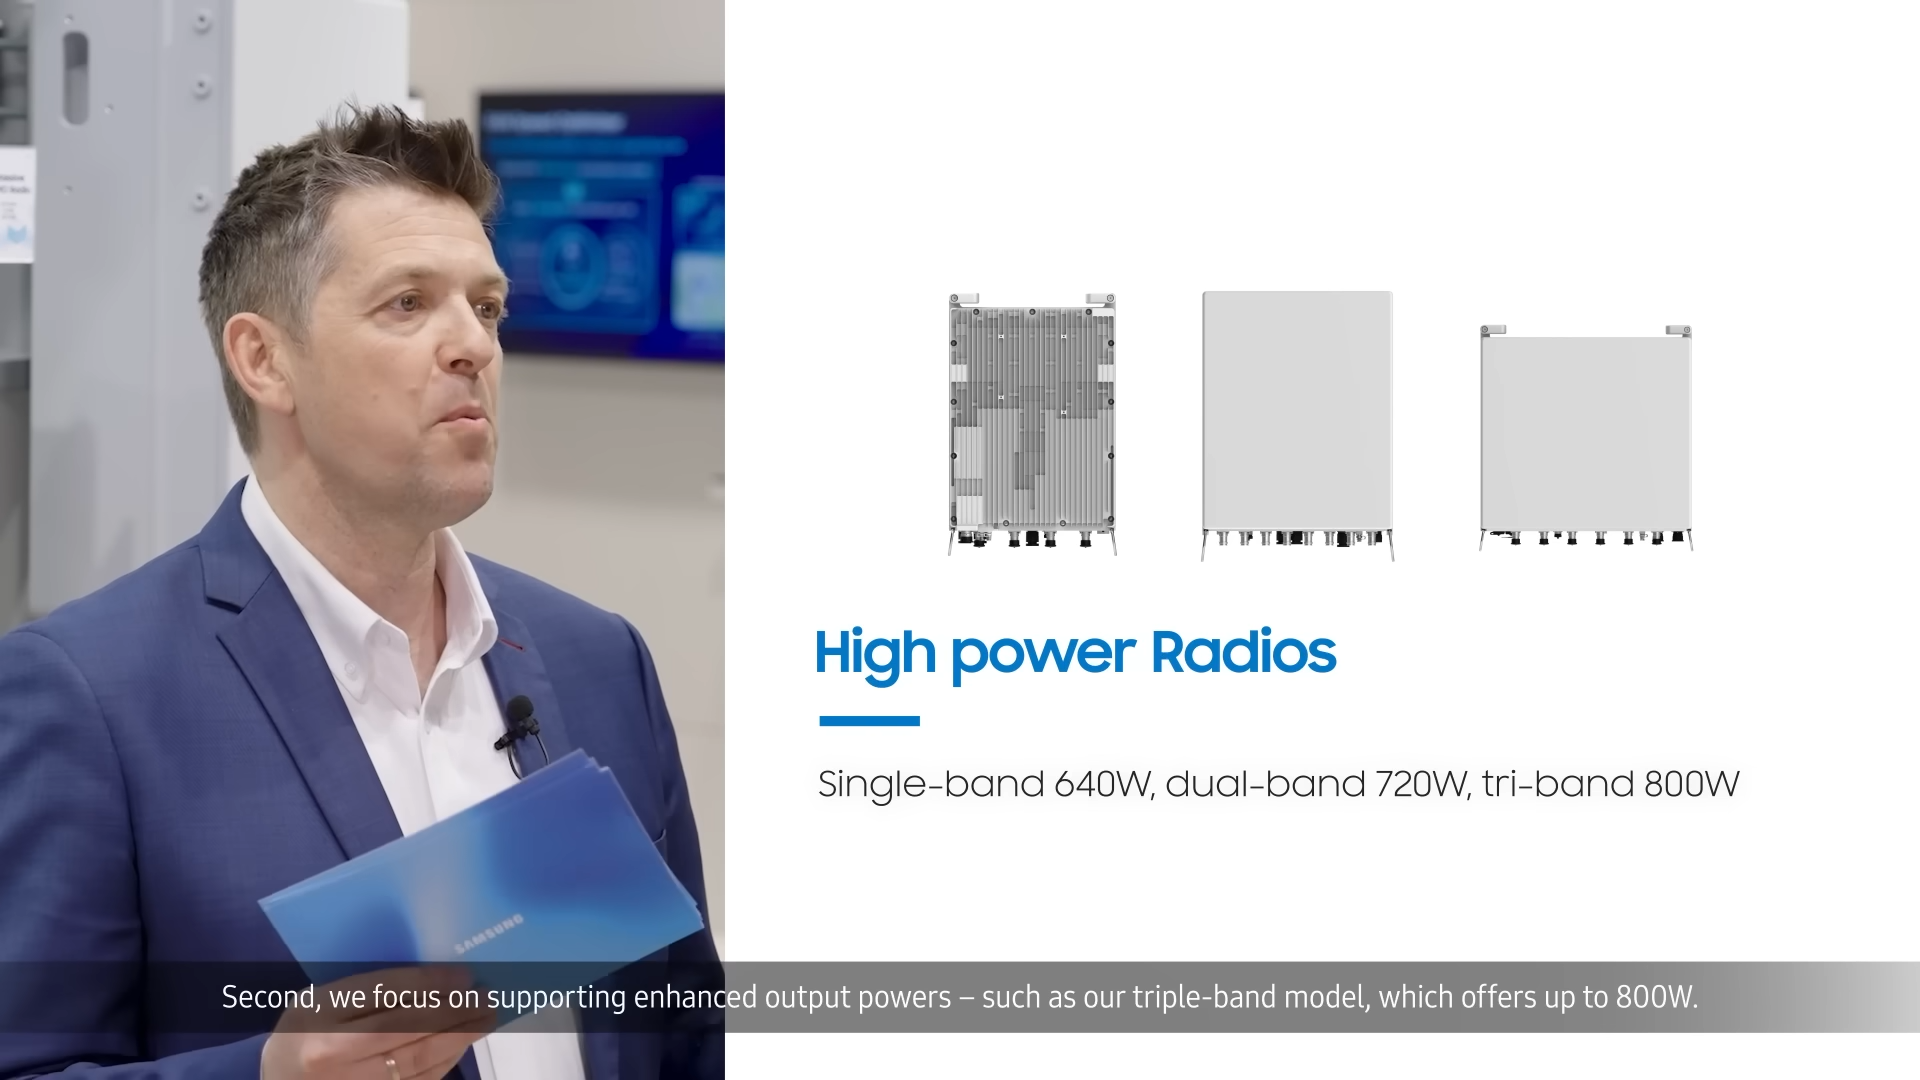 High power Radios
Single-band 640W, dual-band 720W, tri-band 800W
SAMSUNG
Second, we focus on supporting enhanced output powers – such as our triple-band model, which offers up to 800W.